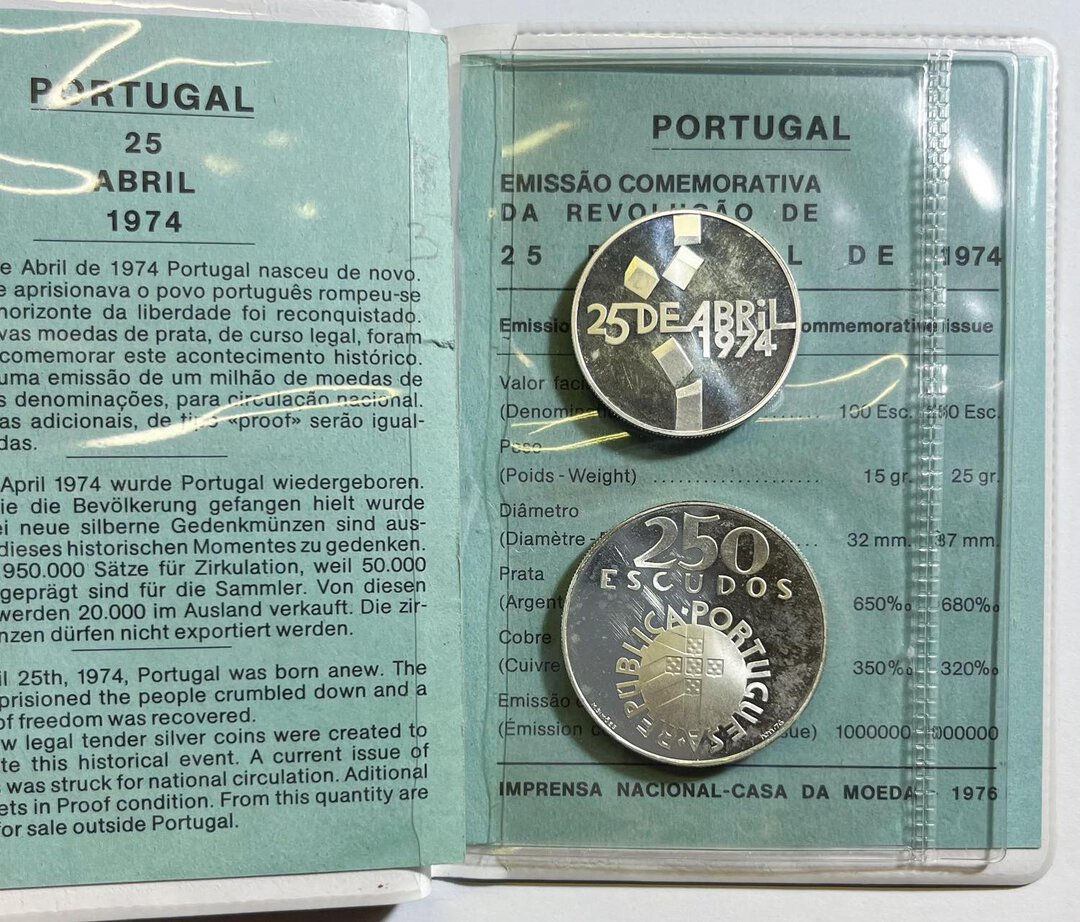 PORTUGAL
25
ABRIL
1974
e Abril de 1974 Portugal nasceu de novo.
e aprisionava o povo português rompeu-se
horizonte da liberdade foi reconquistado.
vas moedas de prata, de curso legal, foram
comemorar este acontecimento histórico.
uma emissão de um milhão de moedas de
s denominações, para circulação nacional.
as adicionais, de tipo «proof» serão igual-
das.
April 1974 wurde Portugal wiedergeboren.
ie die Bevölkerung gefangen hielt wurde
ei neue silberne Gedenkmünzen sind aus-
dieses historischen Momentes zu gedenken.
950.000 Sätze für Zirkulation, weil 50.000
geprägt sind für die Sammler. Von diesen
werden 20.000 im Ausland verkauft. Die zir-
nzen dürfen nicht exportiert werden.
il 25th, 1974, Portugal was born anew. The
prisioned the people crumbled down and a
of freedom was recovered.
w legal tender silver coins were created to
te this historical event. A current issue of
s was struck for national circulation. Aditional
ets in Proof condition. From this quantity are
for sale outside Portugal.
PORTUGAL
EMISSÃO COMEMORATIVA
DA REVOLUÇÃO DE
25 L DE 1974
Emissio ommemorative issue
25 DE ABRIL
1974
Valor faci
(Denomina ..... 100 Esc. 250 Esc.
Peso
(Poids - Weight) ..................... 15 gr. 25 gr.
Diâmetro
(Diamètre - 32 mm. 37 mm.
Prata
(Argent 650‰ 680‰
Cobre
(Cuivre 350‰ 320‰
Emissão
(Émission ue) 1000000 000000
250
ESCUDOS
REPÚBLICA·PORTUGUESA
IMPRENSA NACIONAL-CASA DA MOEDA - 1976